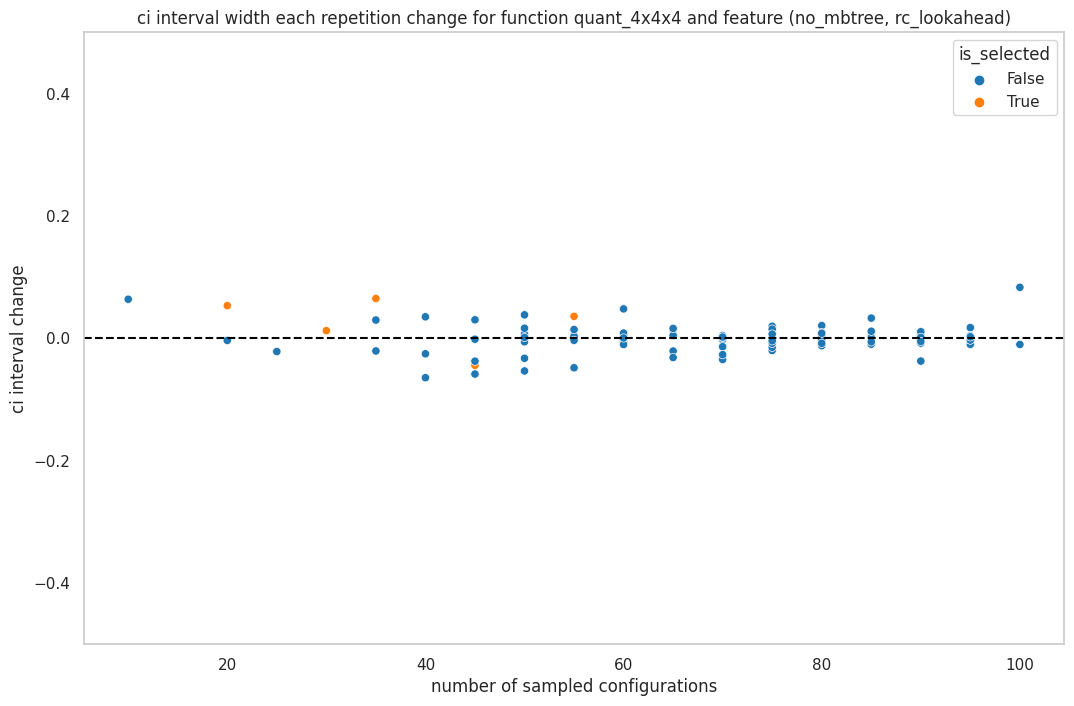 ci interval width each repetition change for function quant_4x4x4 and feature (no_mbtree, rc_lookahead)
is_selected
False
True
0.4
0.2
0.0
−0.2
−0.4
ci interval change
20 40 60 80 100
number of sampled configurations